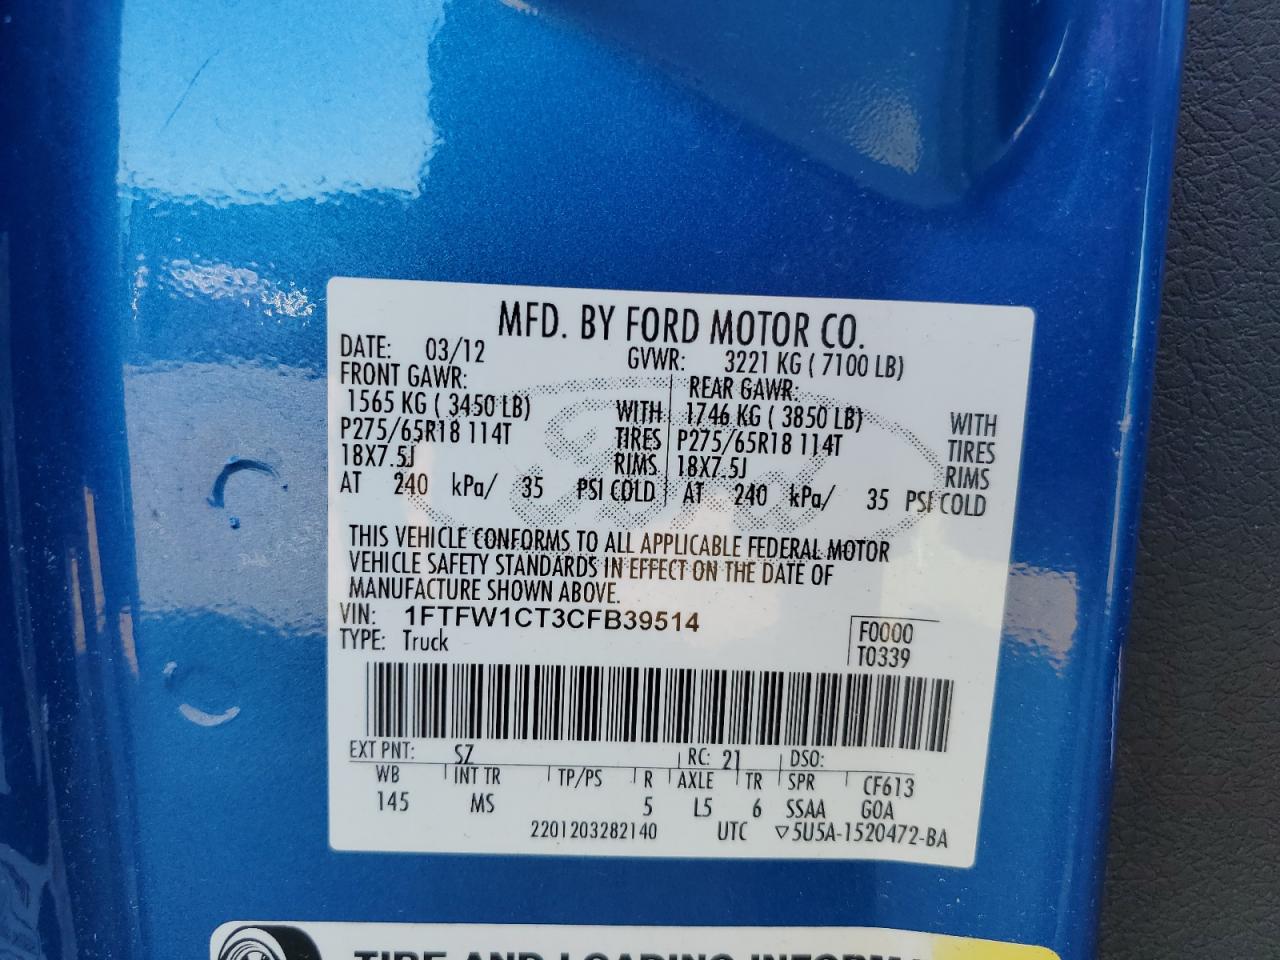 MFD. BY FORD MOTOR CO.
DATE: 03/12 GVWR: 3221 KG ( 7100 LB)
FRONT GAWR: REAR GAWR:
1565 KG ( 3450 LB) WITH 1746 KG ( 3850 LB) WITH
P275/65R18 114T TIRES P275/65R18 114T TIRES
18X7.5J RIMS 18X7.5J RIMS
AT 240 kPa/ 35 PSI COLD AT 240 kPa/ 35 PSI COLD
THIS VEHICLE CONFORMS TO ALL APPLICABLE FEDERAL MOTOR
VEHICLE SAFETY STANDARDS IN EFFECT ON THE DATE OF
MANUFACTURE SHOWN ABOVE.
VIN: 1FTFW1CT3CFB39514 F0000
TYPE: Truck T0339
EXT PNT: SZ RC: 21 DSO:
WB INT TR TP/PS R AXLE TR SPR CF613
145 MS 5 L5 6 SSAA GOA
2201203282140 UTC ▽5U5A-1520472-BA
TIRE AND LOADING